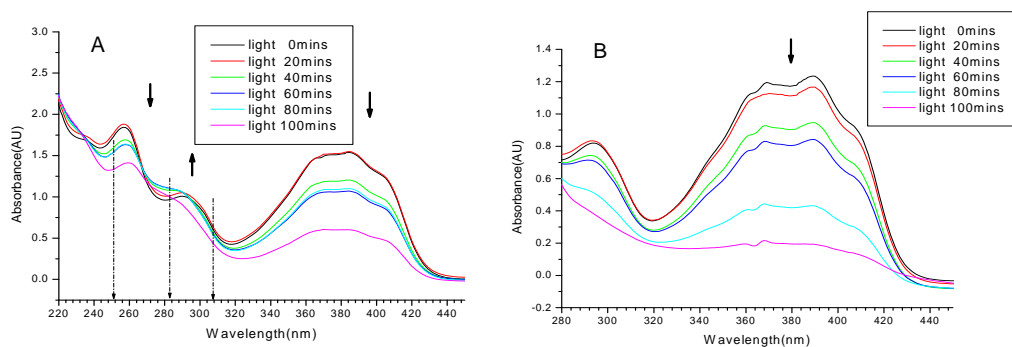 A
light 0mins
light 20mins
light 40mins
light 60mins
light 80mins
light 100mins
Absorbance(AU)
3.0
2.5
2.0
1.5
1.0
0.5
0.0
220 240 260 280 300 320 340 360 380 400 420 440
Wavelength(nm)
B
light 0mins
light 20mins
light 40mins
light 60mins
light 80mins
light 100mins
Absorbance(AU)
1.4
1.2
1.0
0.8
0.6
0.4
0.2
0.0
-0.2
280 300 320 340 360 380 400 420 440
Wavelength(nm)